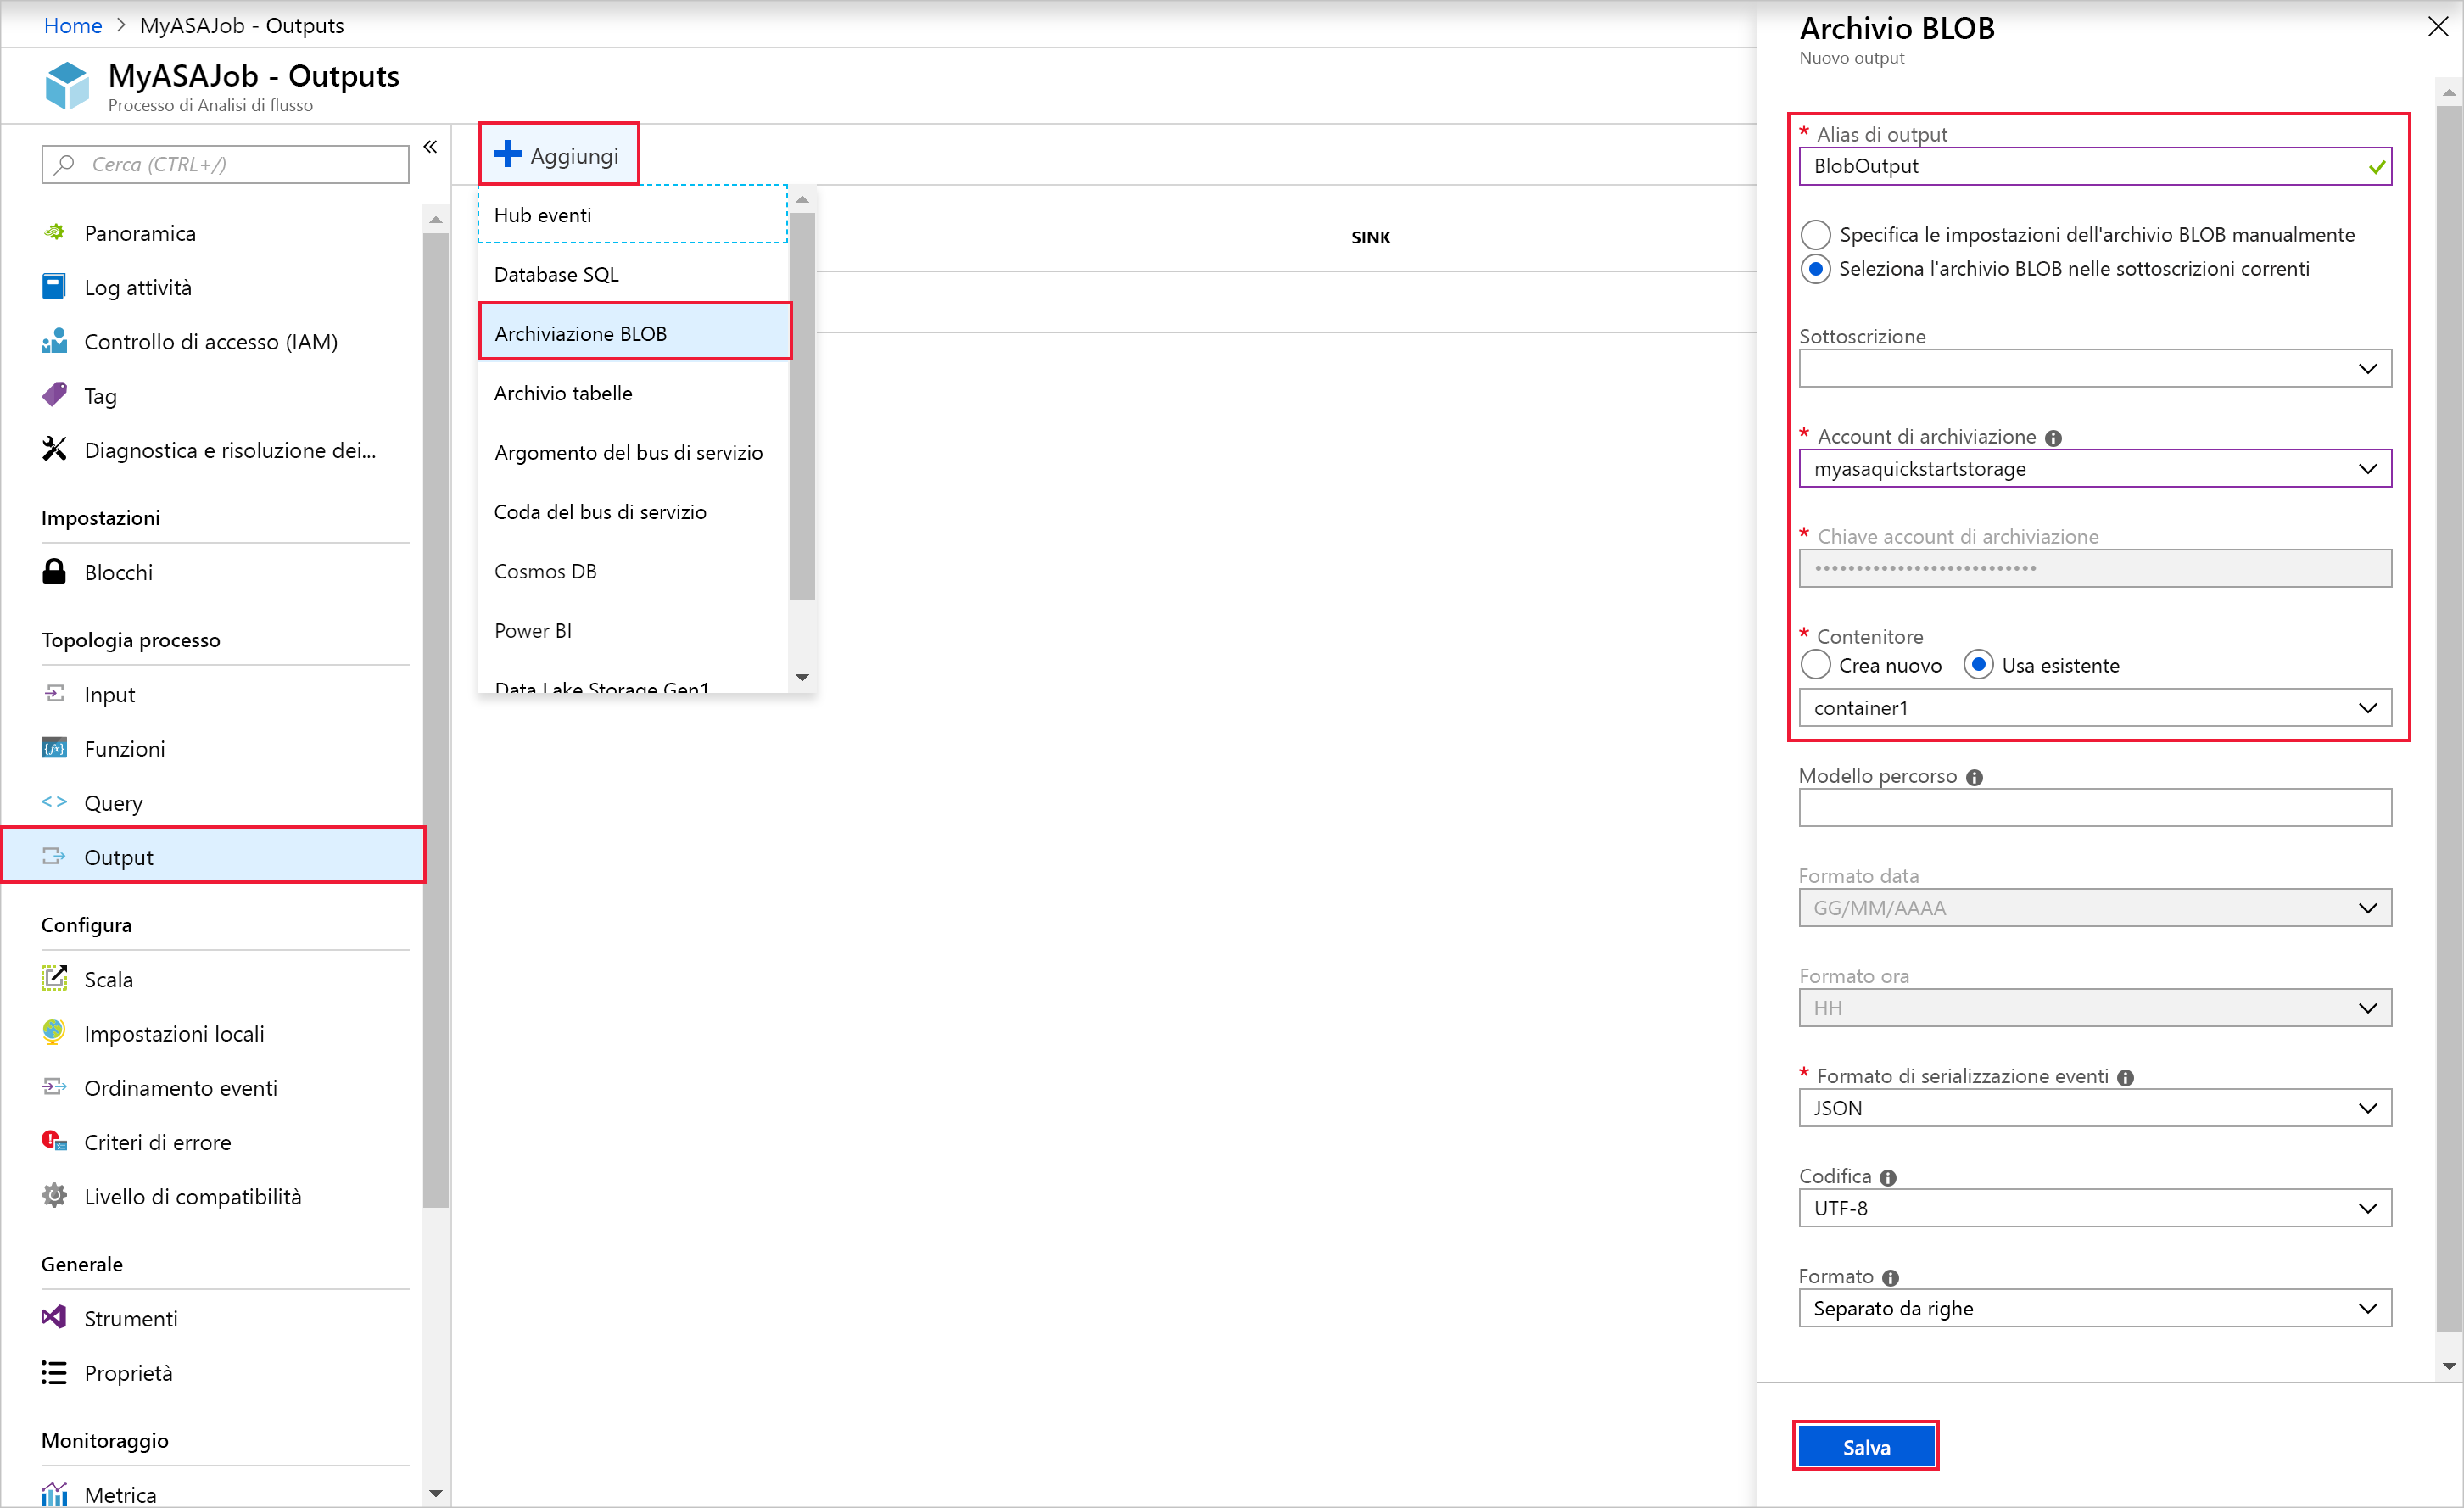 Home > MyASAJob - Outputs
MyASAJob - Outputs
Processo di Analisi di flusso
Cerca (CTRL+/)
Panoramica
Log attività
Controllo di accesso (IAM)
Tag
Diagnostica e risoluzione dei...
Impostazioni
Blocchi
Topologia processo
Input
Funzioni
Query
Output
Configura
Scala
Impostazioni locali
Ordinamento eventi
Criteri di errore
Livello di compatibilità
Generale
Strumenti
Proprietà
Monitoraggio
Metrica
Aggiungi
Hub eventi
Database SQL
Archiviazione BLOB
Archivio tabelle
Argomento del bus di servizio
Coda del bus di servizio
Cosmos DB
Power BI
Data Lake Storage Gen1
SINK
Archivio BLOB
Nuovo output
* Alias di output
BlobOutput
Specifica le impostazioni dell'archivio BLOB manualmente
Seleziona l'archivio BLOB nelle sottoscrizioni correnti
Sottoscrizione
* Account di archiviazione
myasaquickstartstorage
* Chiave account di archiviazione
•••••••••••••••••••••••••••
* Contenitore
Crea nuovo Usa esistente
container1
Modello percorso
Formato data
GG/MM/AAAA
Formato ora
HH
* Formato di serializzazione eventi
JSON
Codifica
UTF-8
Formato
Separato da righe
Salva